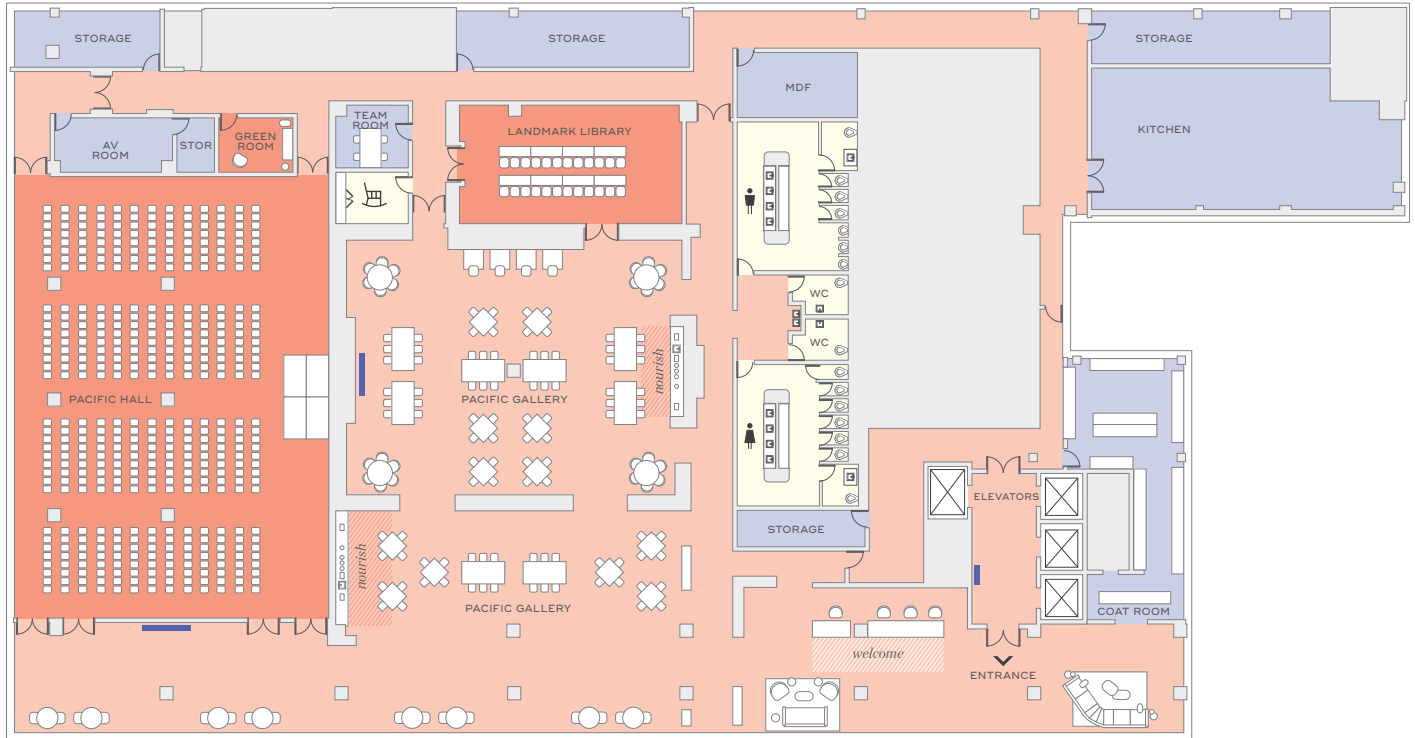 STORAGE
STORAGE
STORAGE
MDF
TEAM
ROOM
LANDMARK LIBRARY
KITCHEN
AV
ROOM
STOR
GREEN
ROOM
WC
WC
nourish
PACIFIC HALL
PACIFIC GALLERY
ELEVATORS
STORAGE
nourish
PACIFIC GALLERY
COAT ROOM
welcome
ENTRANCE